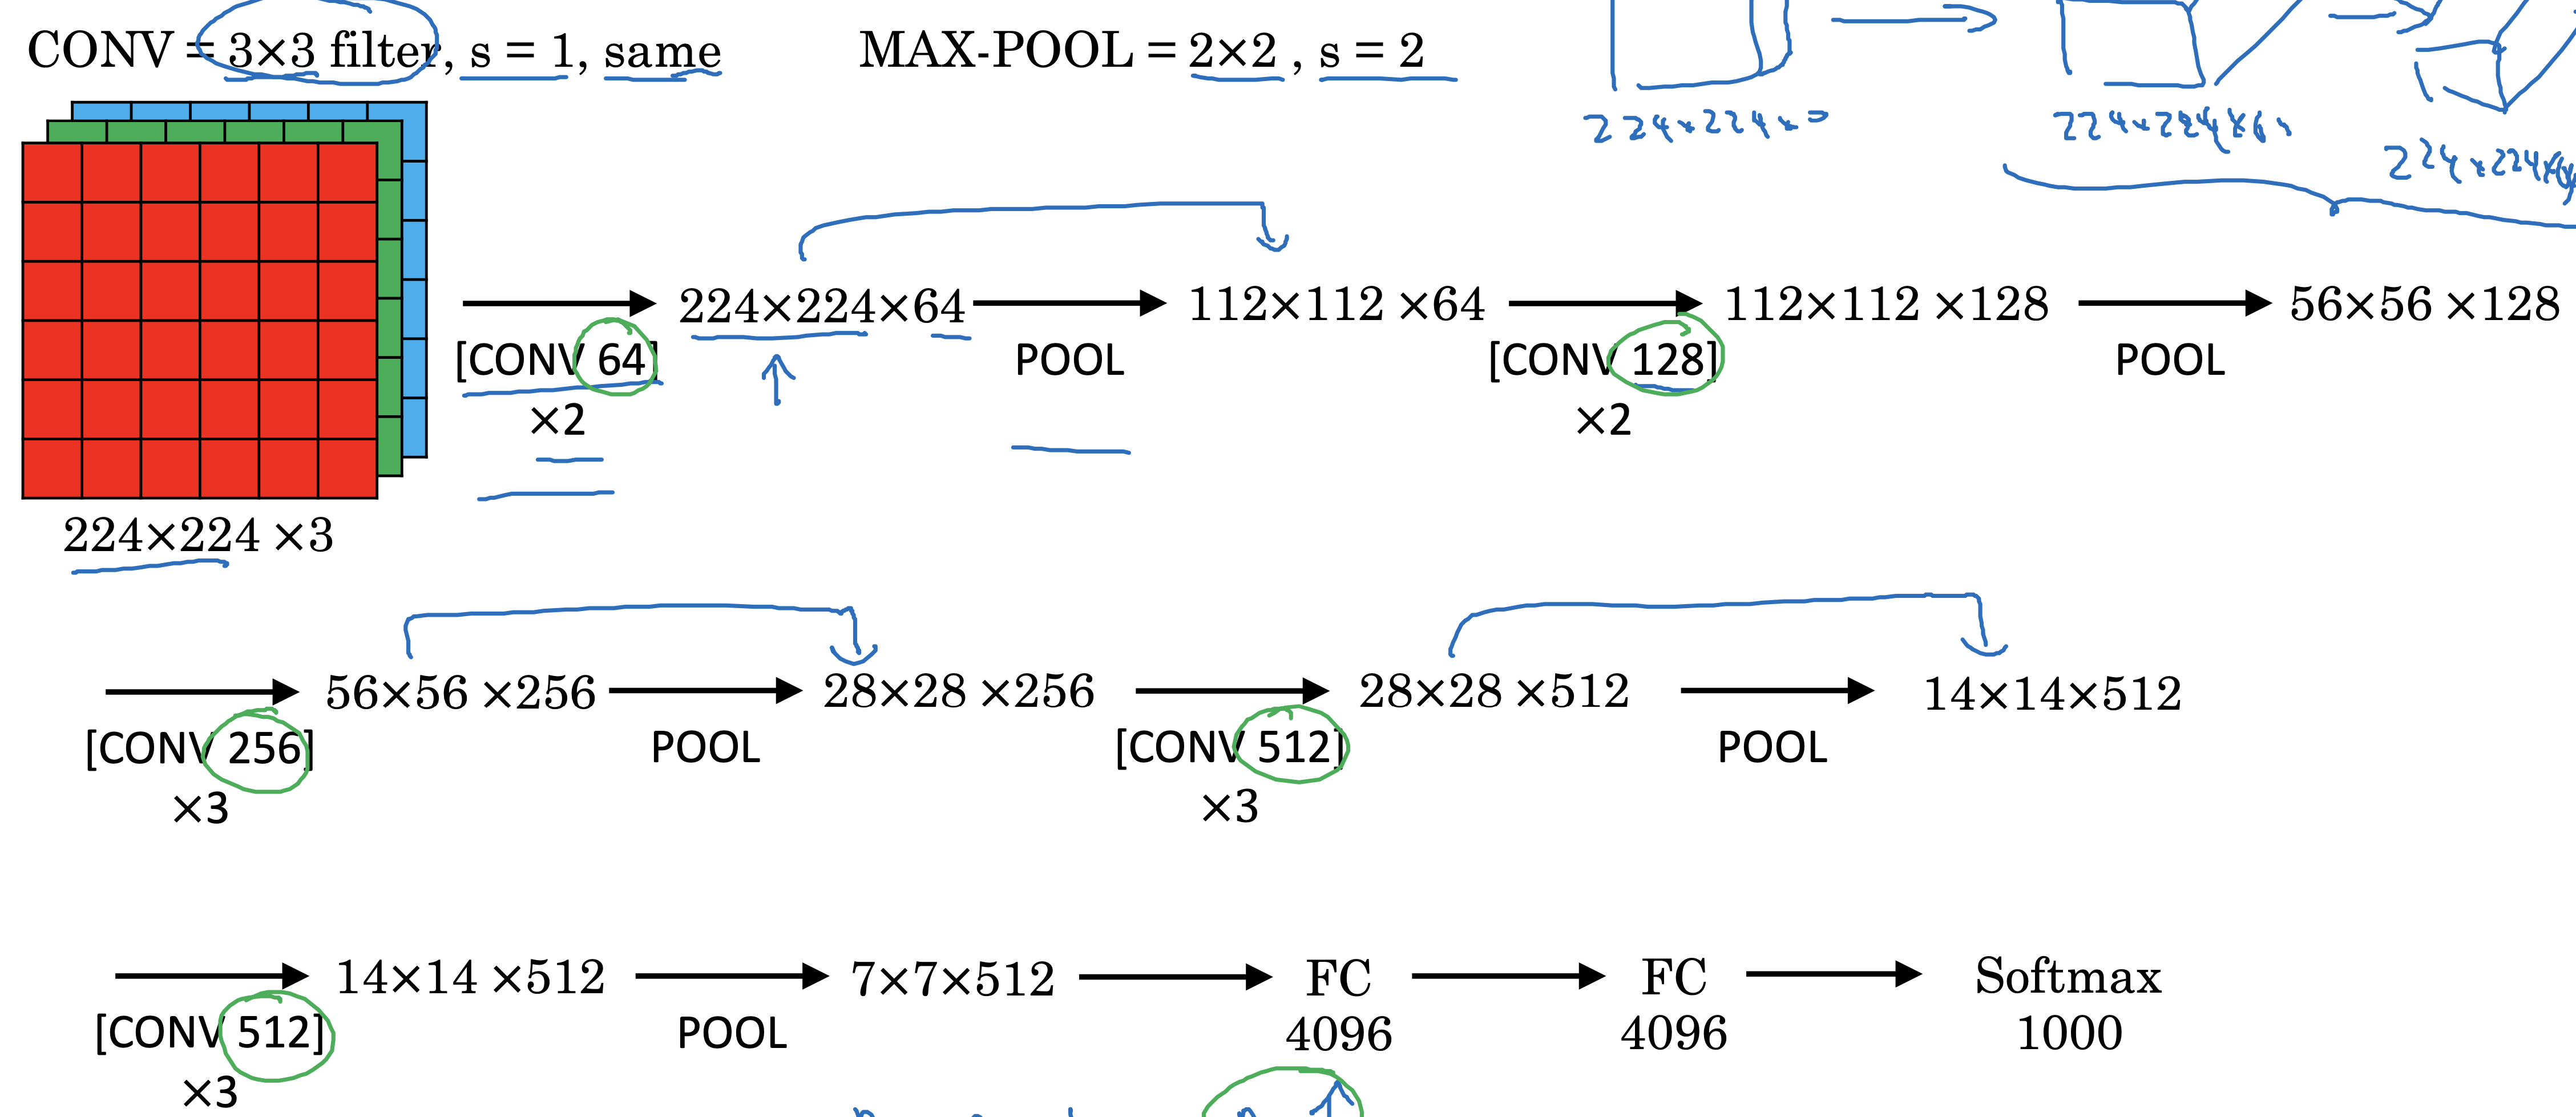 CONV = 3×3 filter, s = 1, same MAX-POOL = 2×2 , s = 2
224×224×
224×224×6
224×224×
224×224×64 112×112 ×64 112×112 ×128 56×56 ×128
[CONV 64] POOL [CONV 128] POOL
×2 ×2
224×224 ×3
56×56 ×256 28×28 ×256 28×28 ×512 14×14×512
[CONV 256] POOL [CONV 512] POOL
×3 ×3
14×14 ×512 7×7×512 FC FC Softmax
[CONV 512] POOL 4096 4096 1000
×3